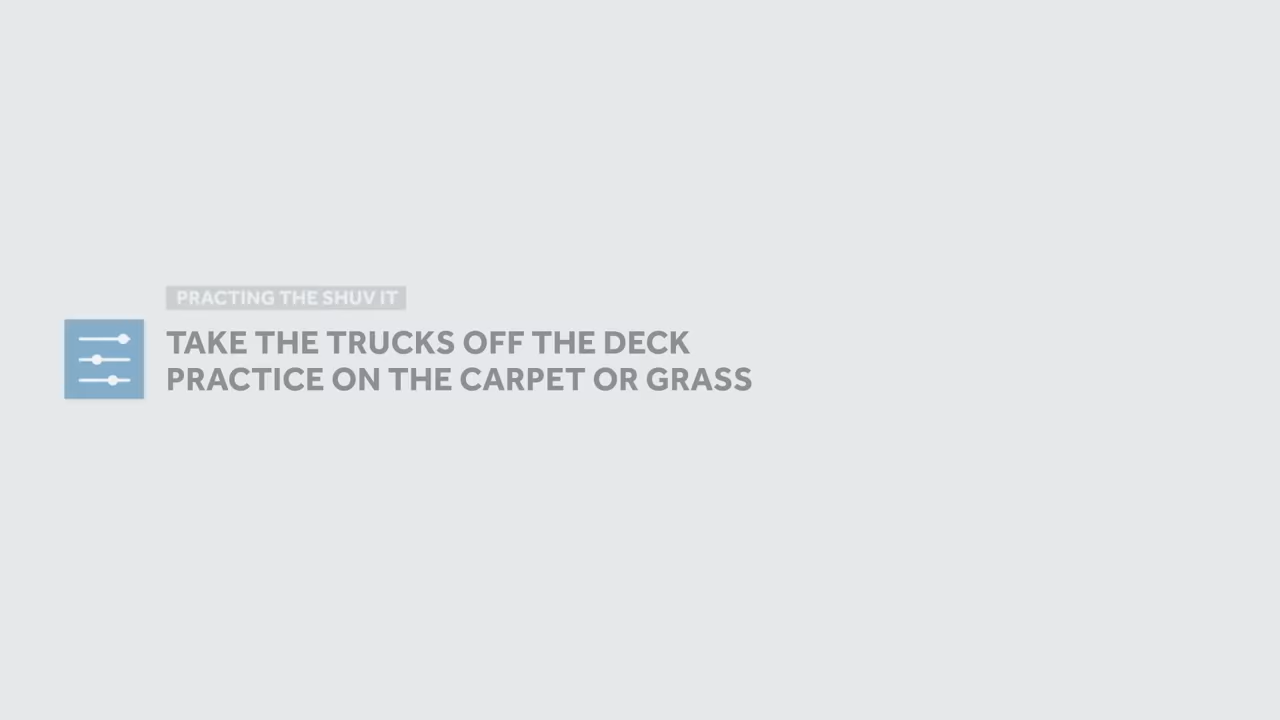 PRACTING THE SHUV IT
TAKE THE TRUCKS OFF THE DECK
PRACTICE ON THE CARPET OR GRASS